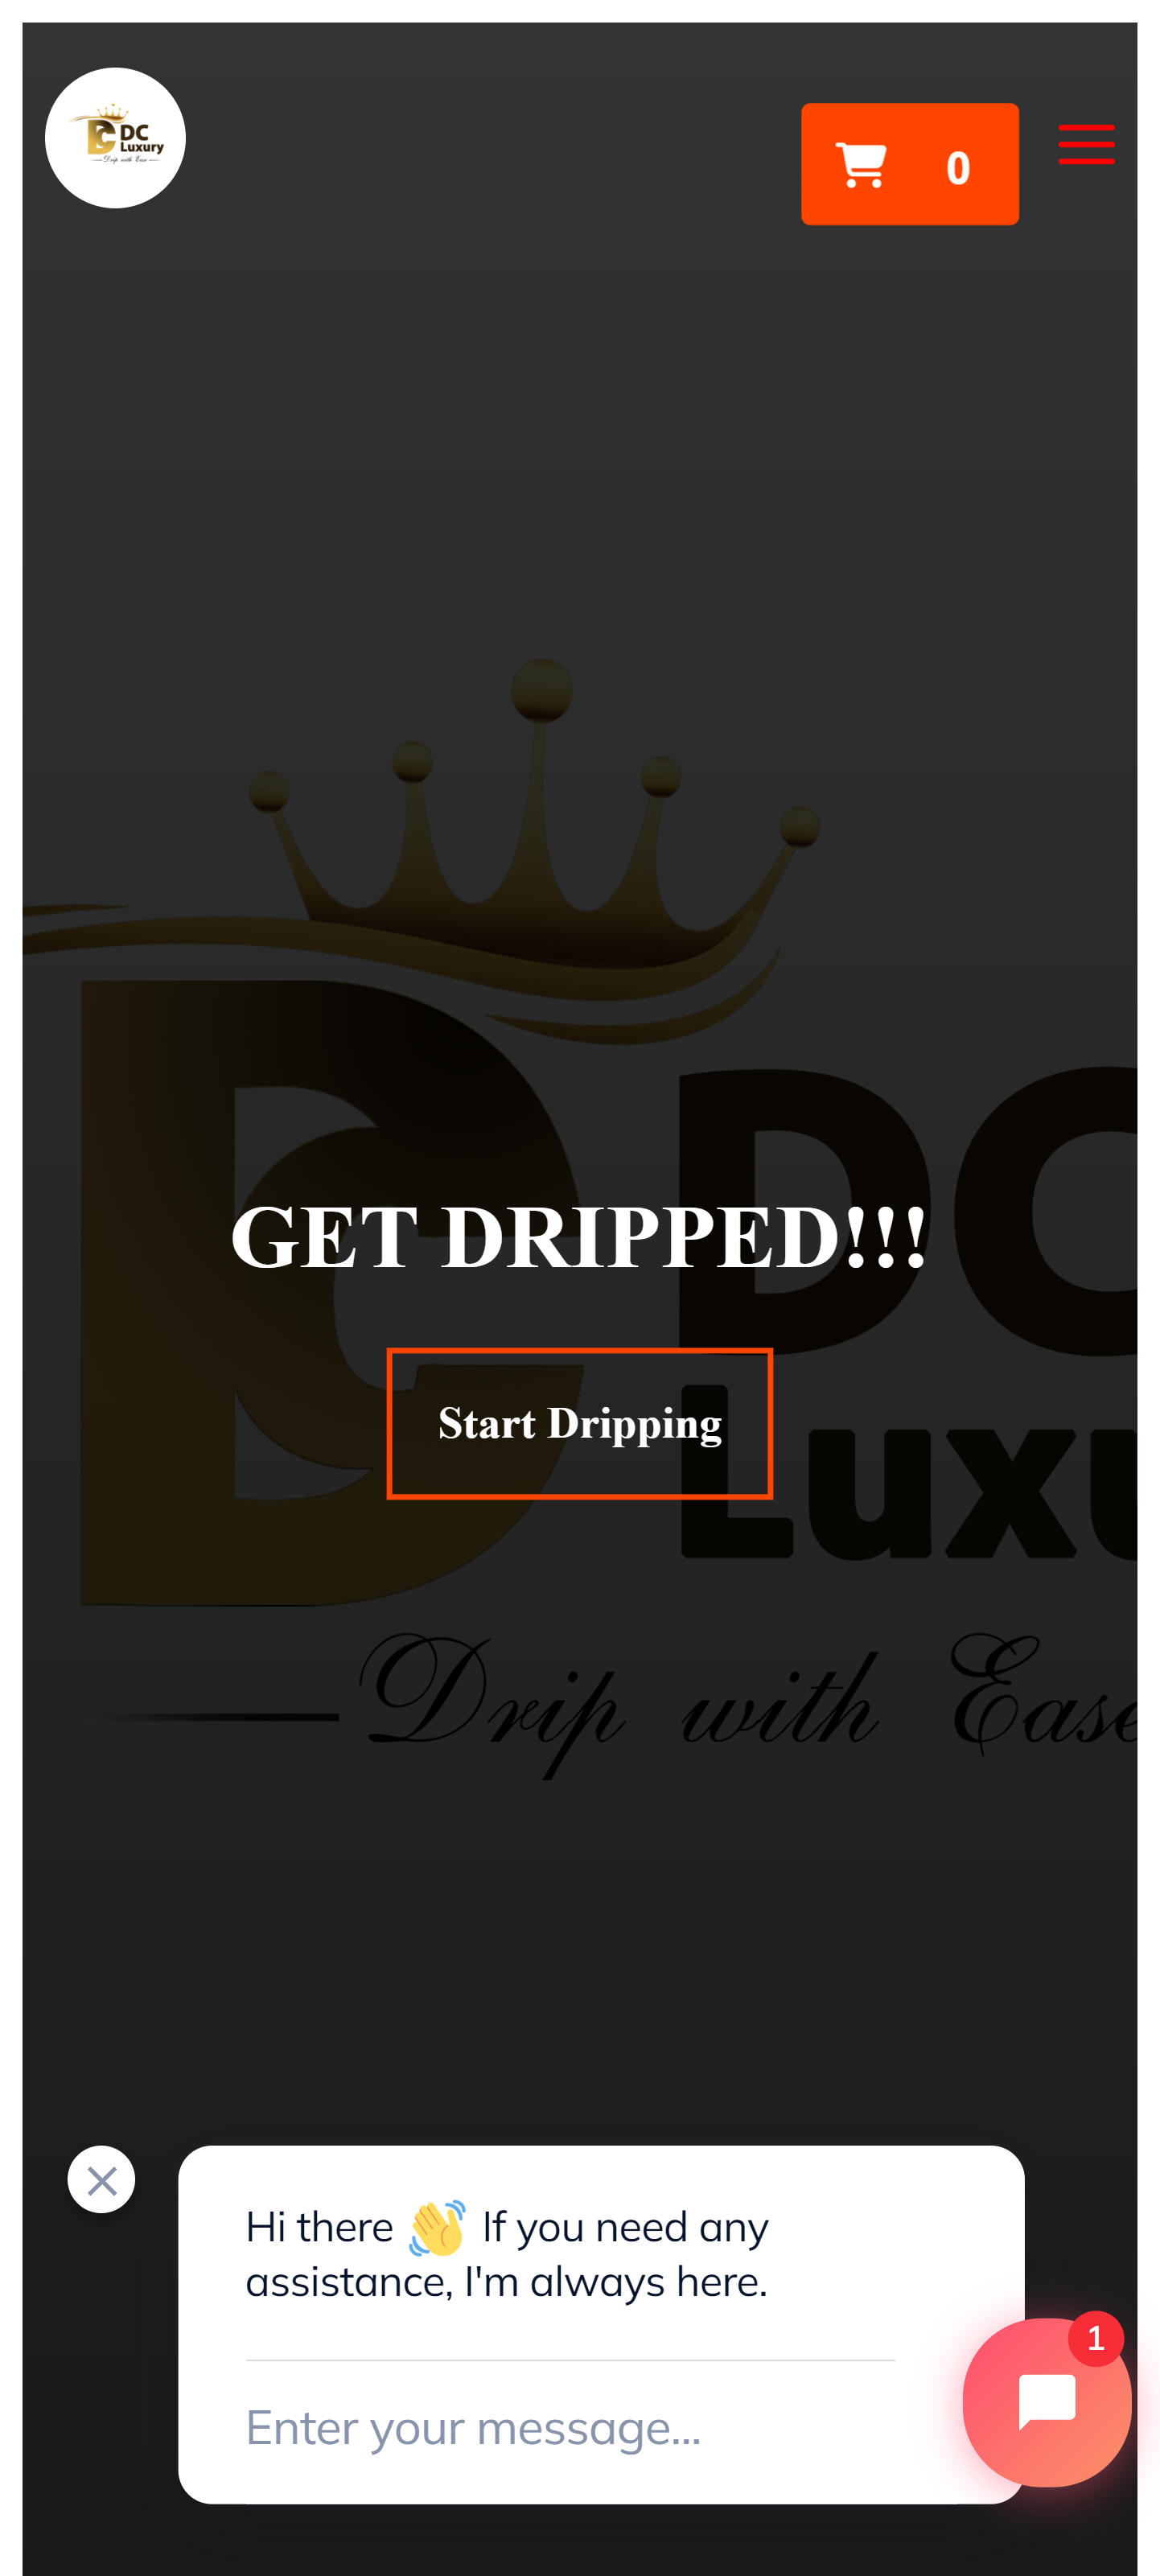 DC
Luxury
Drip with Ease
0
DC
GET DRIPPED!!!
Start Dripping
Luxu
Drip with Ease
Hi there 👋 If you need any
assistance, I'm always here.
1
Enter your message...